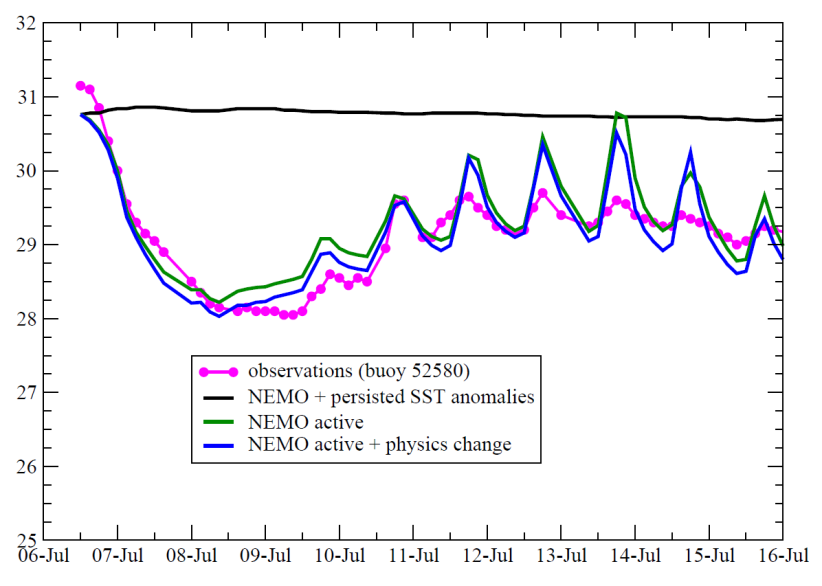 32
31
30
29
28
27
26
25
observations (buoy 52580)
NEMO + persisted SST anomalies
NEMO active
NEMO active + physics change
06-Jul 07-Jul 08-Jul 09-Jul 10-Jul 11-Jul 12-Jul 13-Jul 14-Jul 15-Jul 16-Jul